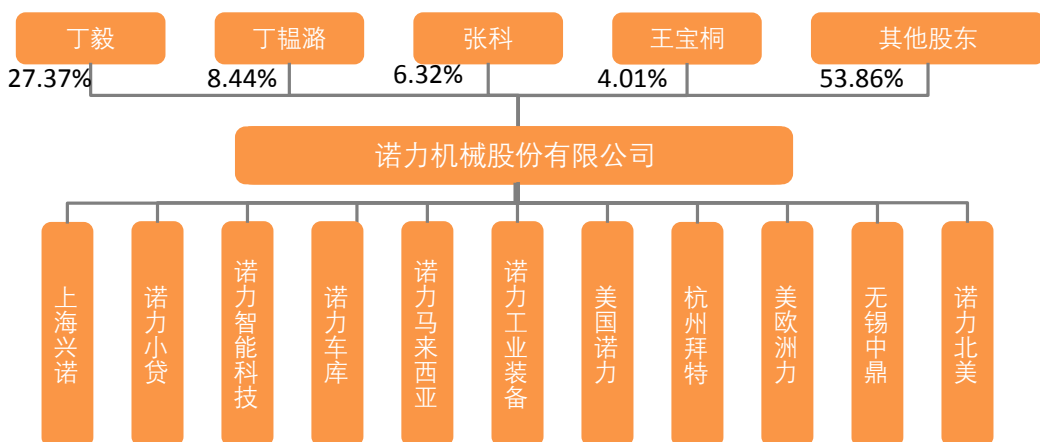 丁毅
丁韫潞
张科
王宝桐
其他股东
27.37%
8.44%
6.32%
4.01%
53.86%
诺力机械股份有限公司
上海兴诺
诺力小贷
诺力智能科技
诺力车库
诺力马来西亚
诺力工业装备
美国诺力
杭州拜特
美欧洲力
无锡中鼎
诺力北美